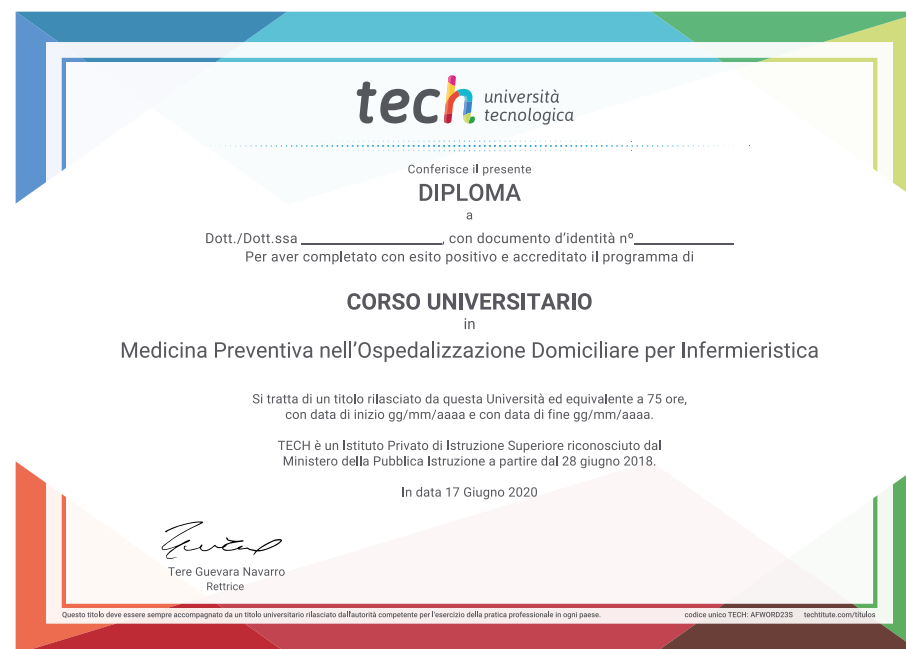 tech università
tecnologica
Conferisce il presente
DIPLOMA
a
Dott./Dott.ssa ____________________, con documento d'identità nº______________
Per aver completato con esito positivo e accreditato il programma di
CORSO UNIVERSITARIO
in
Medicina Preventiva nell'Ospedalizzazione Domiciliare per Infermieristica
Si tratta di un titolo rilasciato da questa Università ed equivalente a 75 ore,
con data di inizio gg/mm/aaaa e con data di fine gg/mm/aaaa.
TECH è un Istituto Privato di Istruzione Superiore riconosciuto dal
Ministero della Pubblica Istruzione a partire dal 28 giugno 2018.
In data 17 Giugno 2020
Tere Guevara Navarro
Rettrice
Questo titolo deve essere sempre accompagnato da un titolo universitario rilasciato dall'autorità competente per l'esercizio della pratica professionale in ogni paese. codice unico TECH: AFWORD23S techtitute.com/titulos